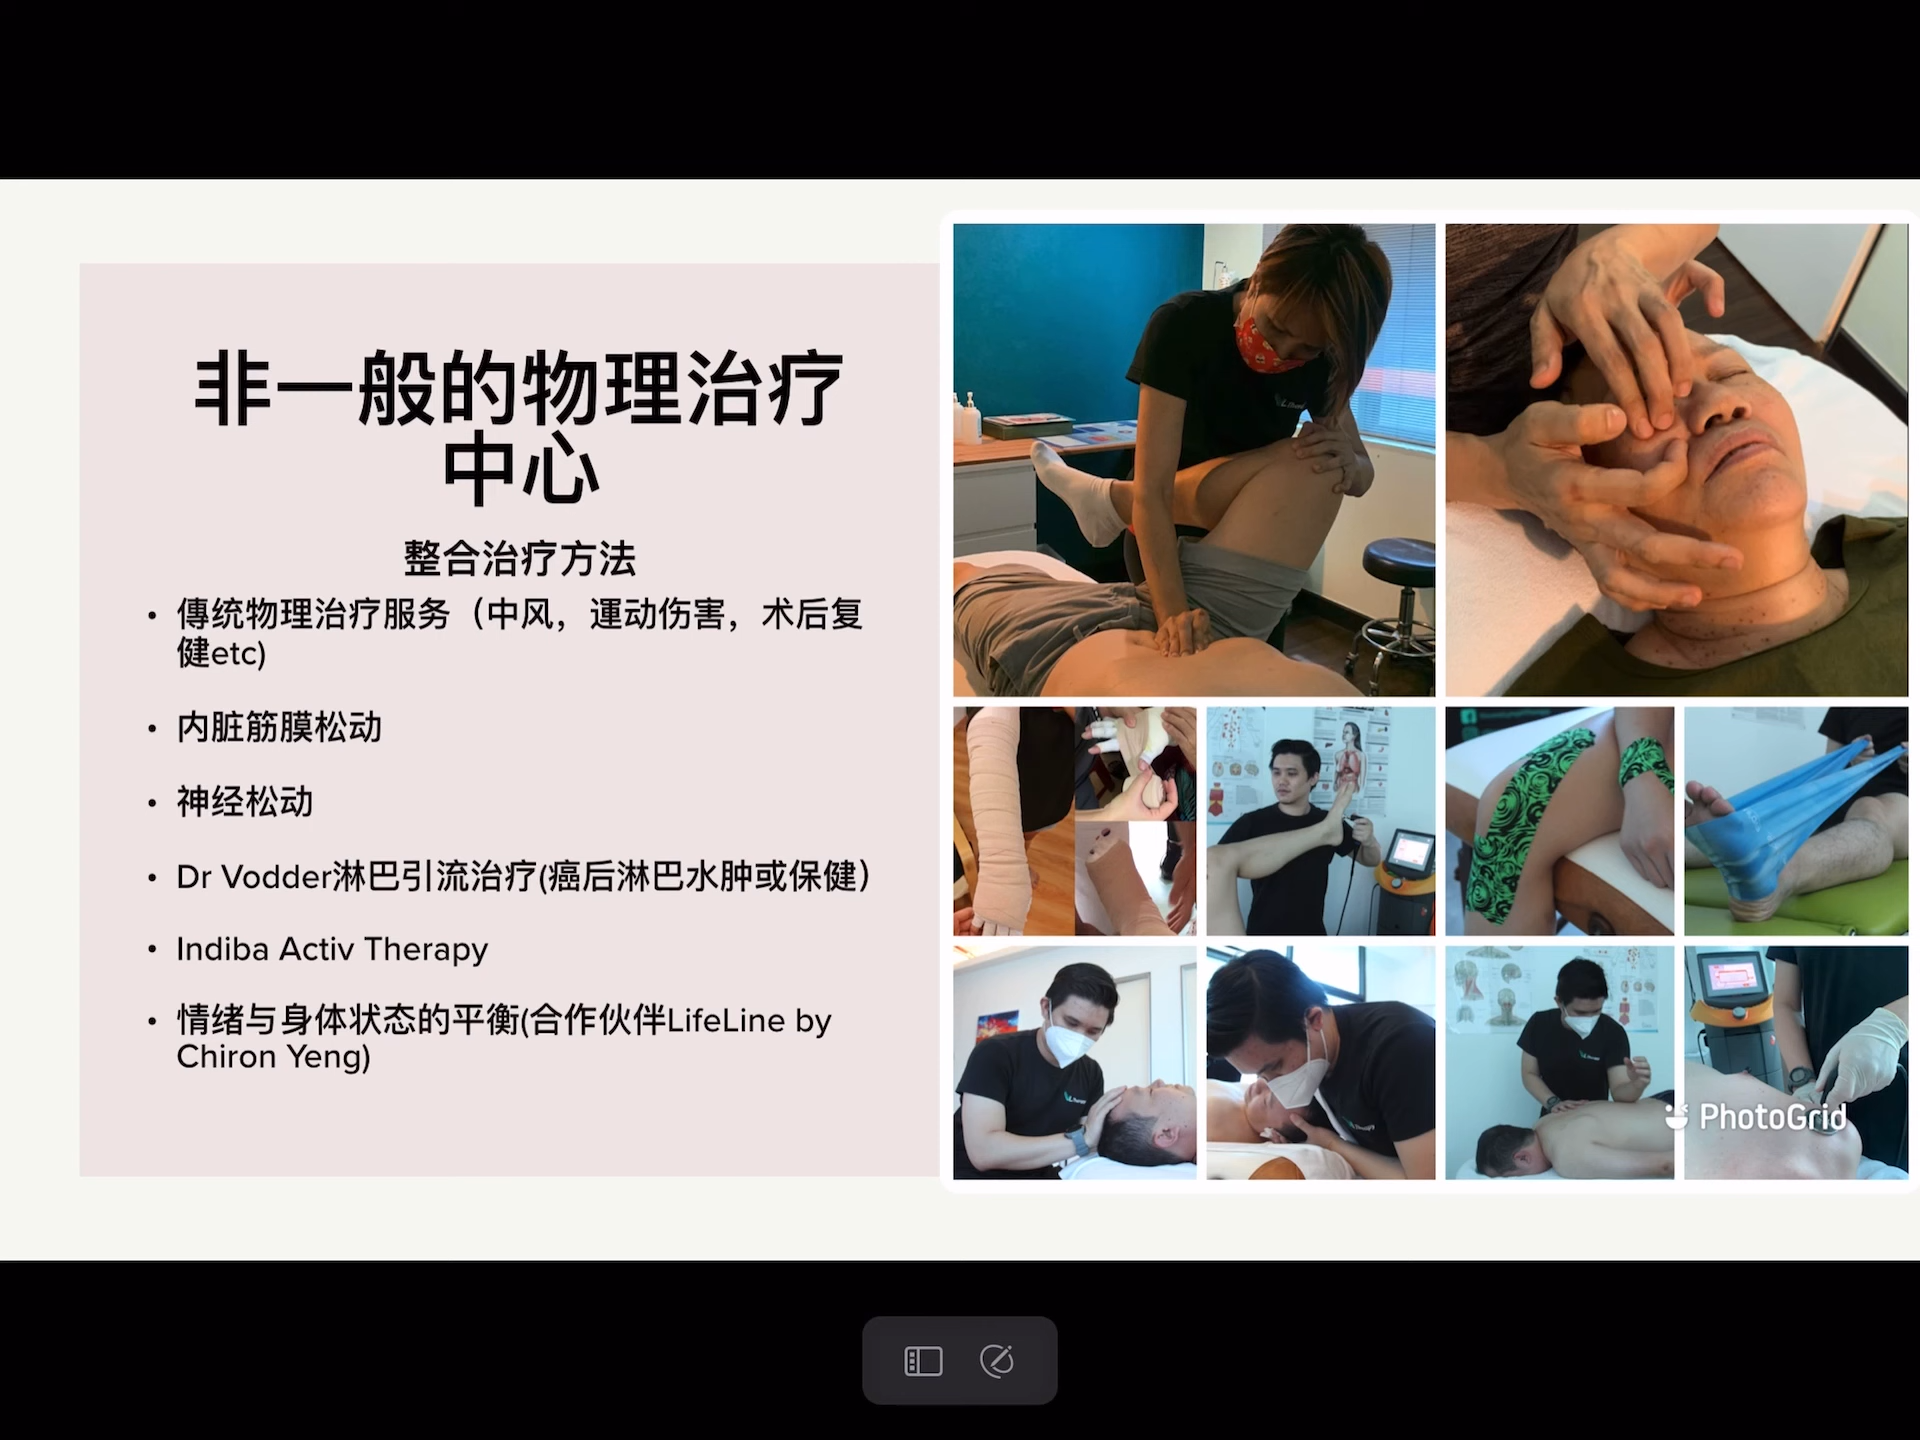 非一般的物理治疗
中心
整合治疗方法
• 傳统物理治疗服务（中风，運动伤害，术后复
健etc)
• 内脏筋膜松动
• 神经松动
• Dr Vodder淋巴引流治疗(癌后淋巴水肿或保健）
• Indiba Activ Therapy
• 情绪与身体状态的平衡(合作伙伴LifeLine by
Chiron Yeng)
PhotoGrid